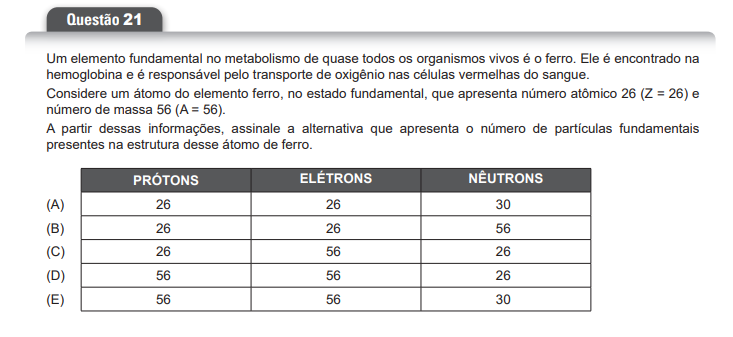 Questão 21
Um elemento fundamental no metabolismo de quase todos os organismos vivos é o ferro. Ele é encontrado na
hemoglobina e é responsável pelo transporte de oxigênio nas células vermelhas do sangue.
Considere um átomo do elemento ferro, no estado fundamental, que apresenta número atômico 26 (Z = 26) e
número de massa 56 (A = 56).
A partir dessas informações, assinale a alternativa que apresenta o número de partículas fundamentais
presentes na estrutura desse átomo de ferro.
PRÓTONS ELÉTRONS NÊUTRONS
(A) 26 26 30
(B) 26 26 56
(C) 26 56 26
(D) 56 56 26
(E) 56 56 30